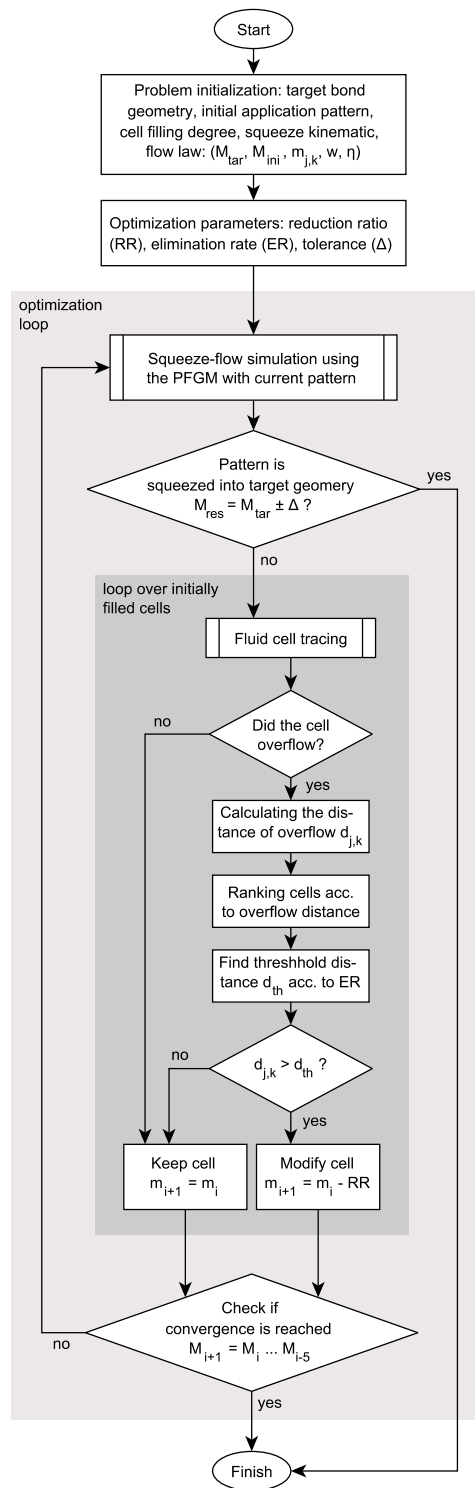 Start
Problem initialization: target bond
geometry, initial application pattern,
cell filling degree, squeeze kinematic,
flow law: (M_tar, M_ini , m_j,k, w, η)
Optimization parameters: reduction ratio
(RR), elimination rate (ER), tolerance (Δ)
optimization
loop
Squeeze-flow simulation using
the PFGM with current pattern
Pattern is
squeezed into target geomery
M_res = M_tar ± Δ ?
yes
no
loop over initially
filled cells
Fluid cell tracing
Did the cell
overflow?
no
yes
Calculating the dis-
tance of overflow d_j,k
Ranking cells acc.
to overflow distance
Find threshhold dis-
tance d_th acc. to ER
d_j,k > d_th ?
no
yes
Keep cell
m_i+1 = m_i
Modify cell
m_i+1 = m_i - RR
Check if
convergence is reached
M_i+1 = M_i ... M_i-5
no
yes
Finish